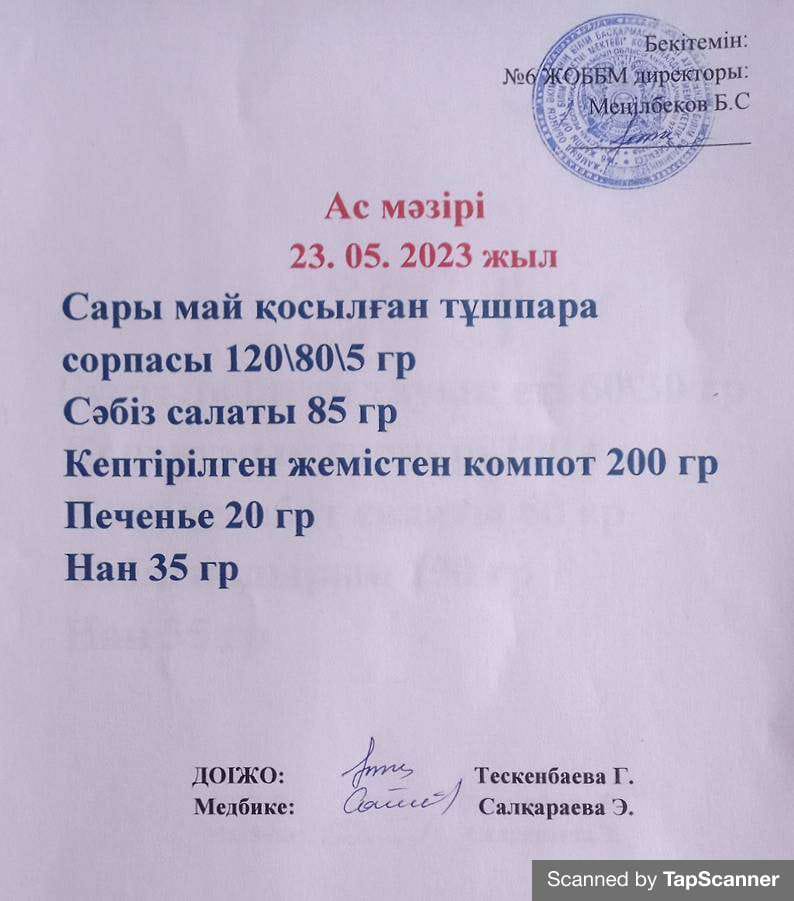 Бекітемін:
№6 ЖОББМ директоры:
Меңілбеков Б.С
Ас мәзірі
23. 05. 2023 жыл
Сары май қосылған тұшпара
сорпасы 120\80\5 гр
Сәбіз салаты 85 гр
Кептірілген жемістен компот 200 гр
Печенье 20 гр
Нан 35 гр
ДОІЖО: Тескенбаева Г.
Медбике: Салқараева Э.
Scanned by TapScanner